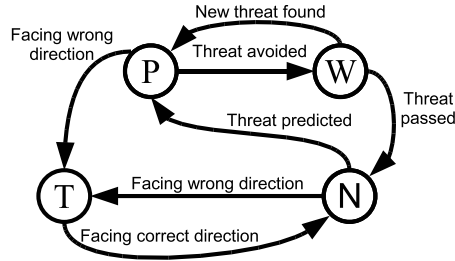 New threat found
Facing wrong
direction
Threat avoided
P
W
Threat
passed
Threat predicted
Facing wrong direction
T
N
Facing correct direction